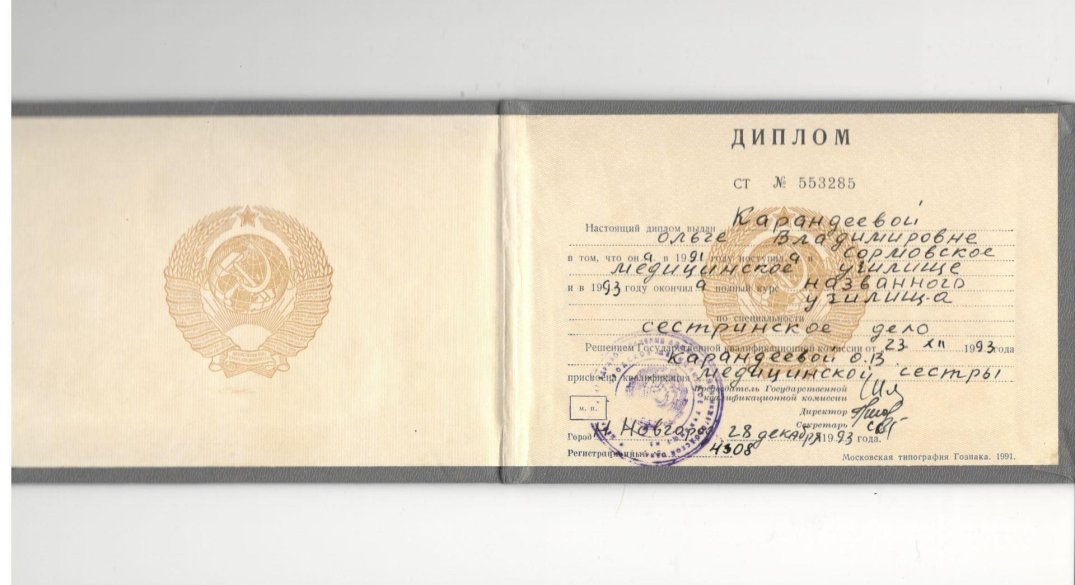 ДИПЛОМ
СТ № 553285
Карандеевой
Настоящий диплом выдан
Ольге Владимировне
в том, что он а в 1991 году поступил а в Сормовское
медицинское училище
и в 1993 году окончил а полный курс названного
училища
по специальности
сестринское дело
Решением Государственной квалификационной комиссии от 23 XII 1993 года
Карандеевой О.В
присвоена квалификация медицинской сестры
Председатель Государственной
квалификационной комиссии
Директор
М. П.
Секретарь
Город Н Новгород, 28 декабря 1993 года.
Регистрационный № 4308
Московская типография Гознака. 1991.